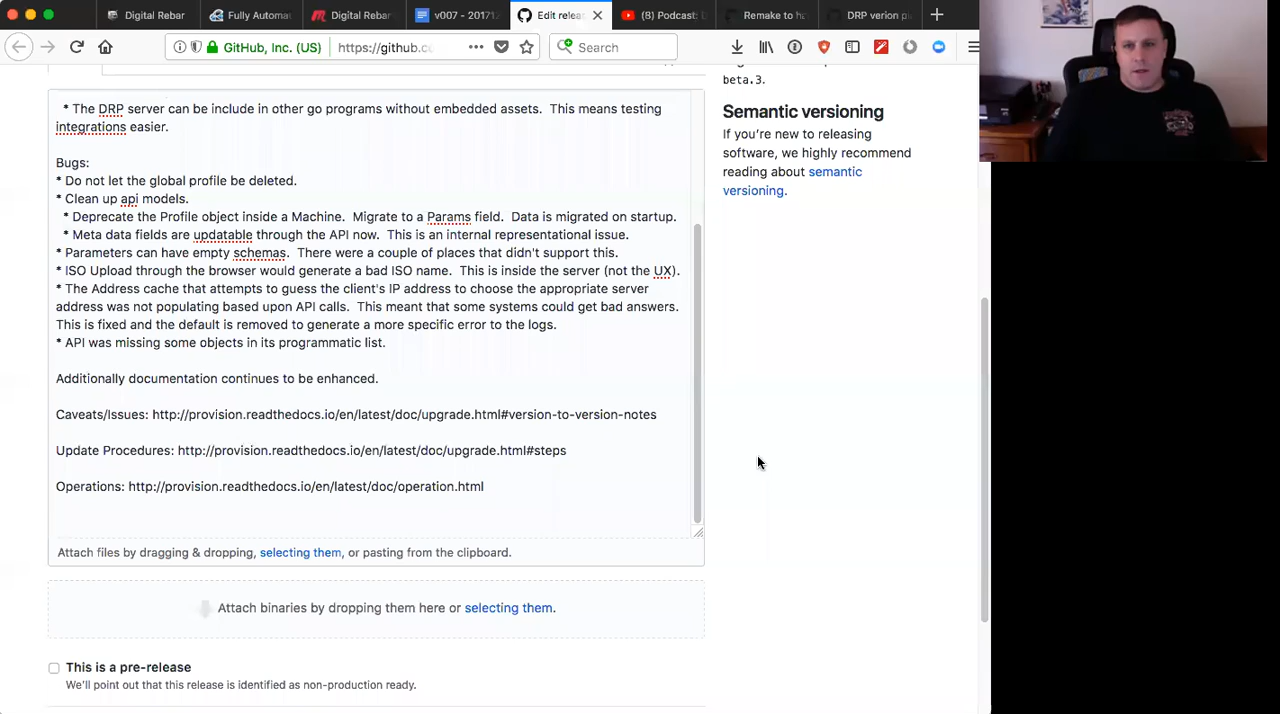 Digital Rebar
Fully Automa
Digital Rebar
v007 - 20171
Edit relea
(8) Podcast: D
Remake to h
DRP verion pl
GitHub, Inc. (US)
https://github.c
Search
beta.3.
* The DRP server can be include in other go programs without embedded assets.  This means testing
integrations easier.
Bugs:
* Do not let the global profile be deleted.
* Clean up api models.
* Deprecate the Profile object inside a Machine.  Migrate to a Params field.  Data is migrated on startup.
* Meta data fields are updatable through the API now.  This is an internal representational issue.
* Parameters can have empty schemas.  There were a couple of places that didn't support this.
* ISO Upload through the browser would generate a bad ISO name.  This is inside the server (not the UX).
* The Address cache that attempts to guess the client's IP address to choose the appropriate server
address was not populating based upon API calls.  This meant that some systems could get bad answers.
This is fixed and the default is removed to generate a more specific error to the logs.
* API was missing some objects in its programmatic list.
Additionally documentation continues to be enhanced.
Caveats/Issues: http://provision.readthedocs.io/en/latest/doc/upgrade.html#version-to-version-notes
Update Procedures: http://provision.readthedocs.io/en/latest/doc/upgrade.html#steps
Operations: http://provision.readthedocs.io/en/latest/doc/operation.html
Attach files by dragging & dropping, selecting them, or pasting from the clipboard.
Attach binaries by dropping them here or selecting them.
This is a pre-release
We'll point out that this release is identified as non-production ready.
Semantic versioning
If you're new to releasing
software, we highly recommend
reading about semantic
versioning.